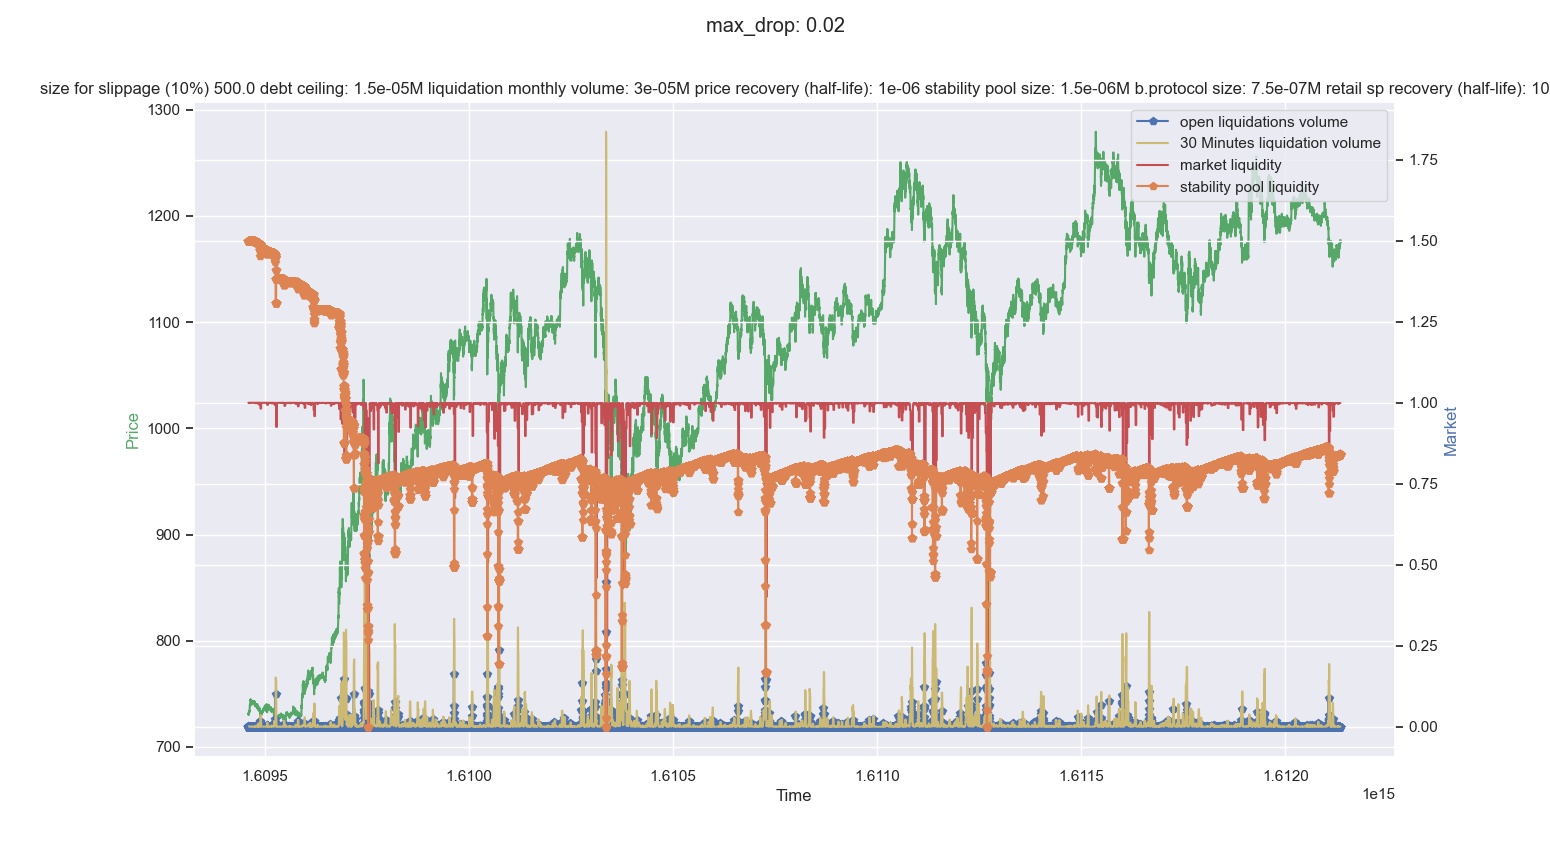 max_drop: 0.02
size for slippage (10%) 500.0 debt ceiling: 1.5e-05M liquidation monthly volume: 3e-05M price recovery (half-life): 1e-06 stability pool size: 1.5e-06M b.protocol size: 7.5e-07M retail sp recovery (half-life): 10
open liquidations volume
30 Minutes liquidation volume
market liquidity
stability pool liquidity
1300
1200
1100
1000
900
800
700
Price
1.75
1.50
1.25
1.00
0.75
0.50
0.25
0.00
Market
1.6095 1.6100 1.6105 1.6110 1.6115 1.6120
1e15
Time